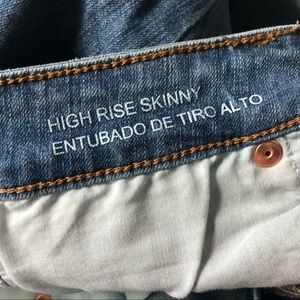 HIGH RISE SKINNY
ENTUBADO DE TIRO ALTO